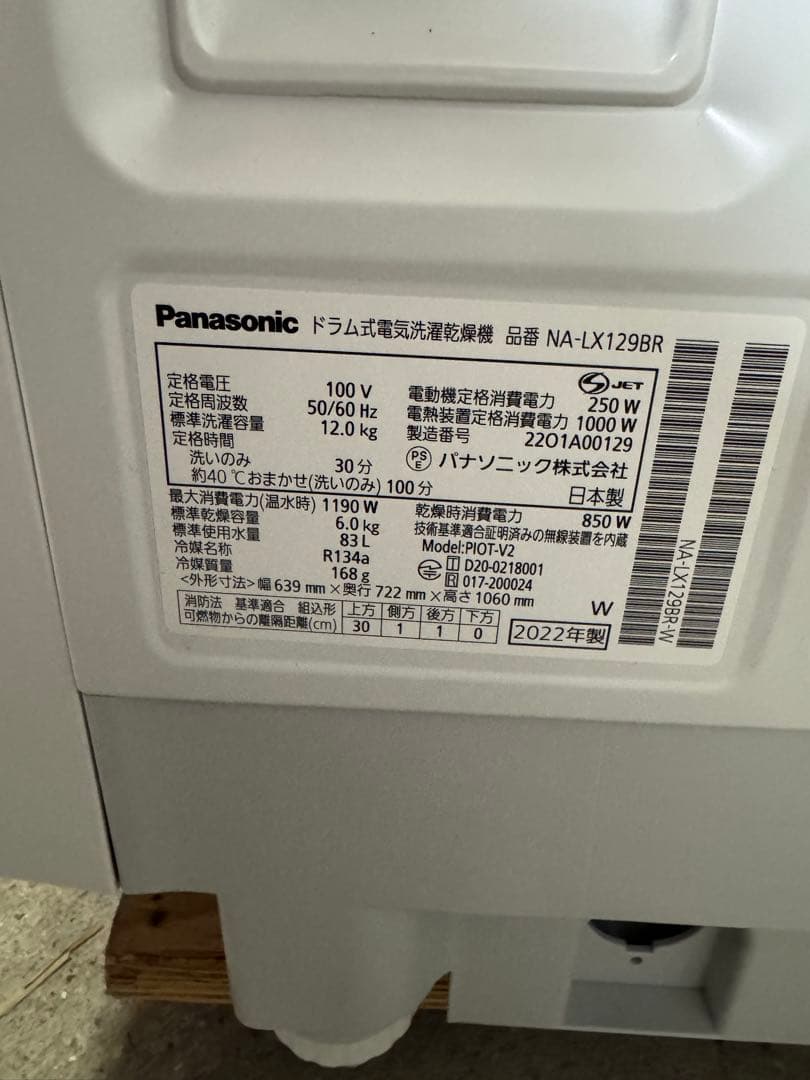 Panasonic ドラム式電気洗濯乾燥機 品番 NA-LX129BR
定格電圧 100 V
定格周波数 50/60 Hz
標準洗濯容量 12.0 kg
定格時間
洗いのみ 30 分
約40 ℃おまかせ(洗いのみ) 100 分
JET
電動機定格消費電力 250 W
電熱装置定格消費電力 1000 W
製造番号 22O1A00129
PSE パナソニック株式会社
日本製
最大消費電力(温水時) 1190 W
標準乾燥容量 6.0 kg
標準使用水量 83 L
冷媒名称 R134a
冷媒質量 168 g
乾燥時消費電力 850 W
技術基準適合証明済みの無線装置を内蔵
Model:PIOT-V2
T D20-0218001
R 017-200024
<外形寸法> 幅 639 mm × 奥行 722 mm × 高さ 1060 mm
W
消防法 基準適合 組込形 上方 側方 後方 下方
可燃物からの離隔距離(cm) 30 1 1 0
2022年製
NA-LX129BR-W